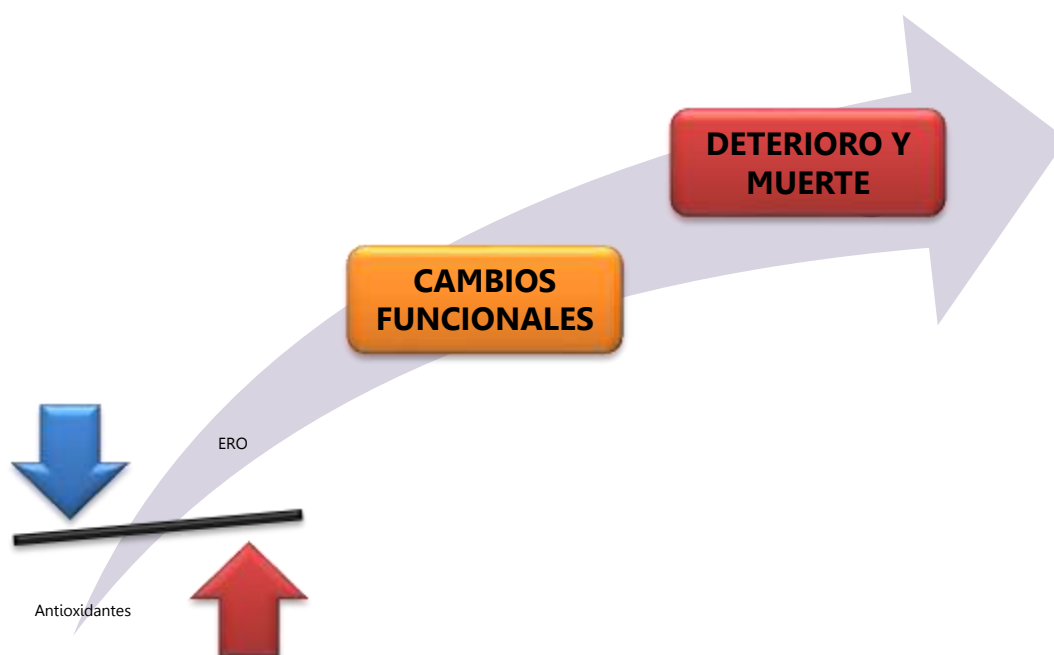 DETERIORO Y
MUERTE
CAMBIOS
FUNCIONALES
ERO
Antioxidantes